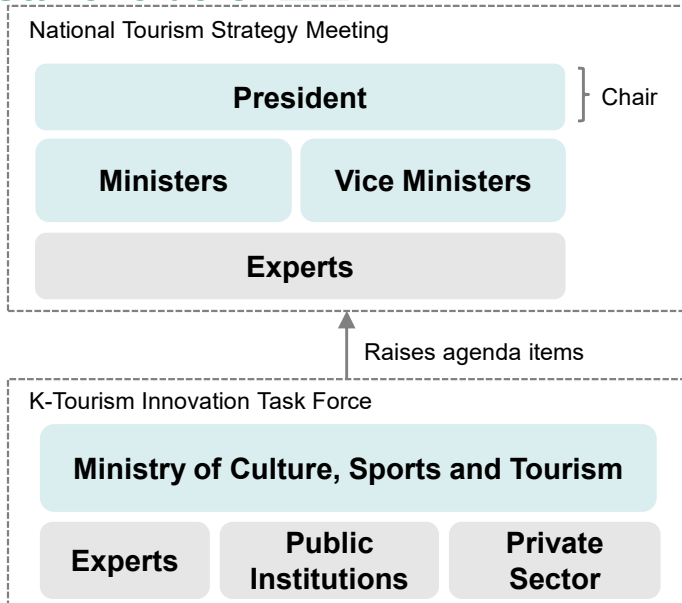 National Tourism Strategy Meeting
President
Chair
Ministers
Vice Ministers
Experts
Raises agenda items
K-Tourism Innovation Task Force
Ministry of Culture, Sports and Tourism
Experts
Public
Institutions
Private
Sector